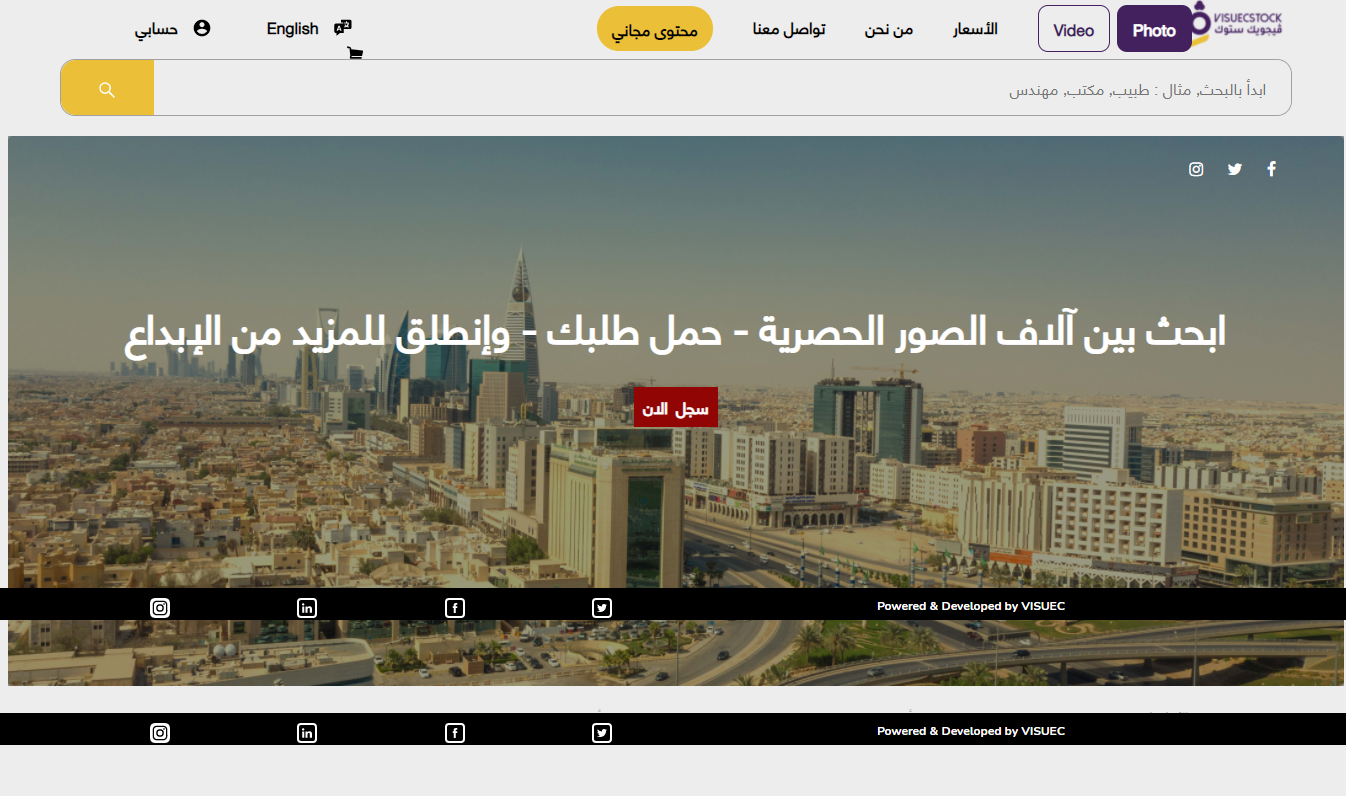 VISUECSTOCK
ڤيجويك ستوك
Photo
Video
الأسعار
من نحن
تواصل معنا
محتوى مجاني
English
حسابي
ابدأ بالبحث, مثال : طبيب, مكتب, مهندس
ابحث بين آلاف الصور الحصرية - حمل طلبك - وإنطلق للمزيد من الإبداع
سجل الان
Powered & Developed by VISUEC
Powered & Developed by VISUEC